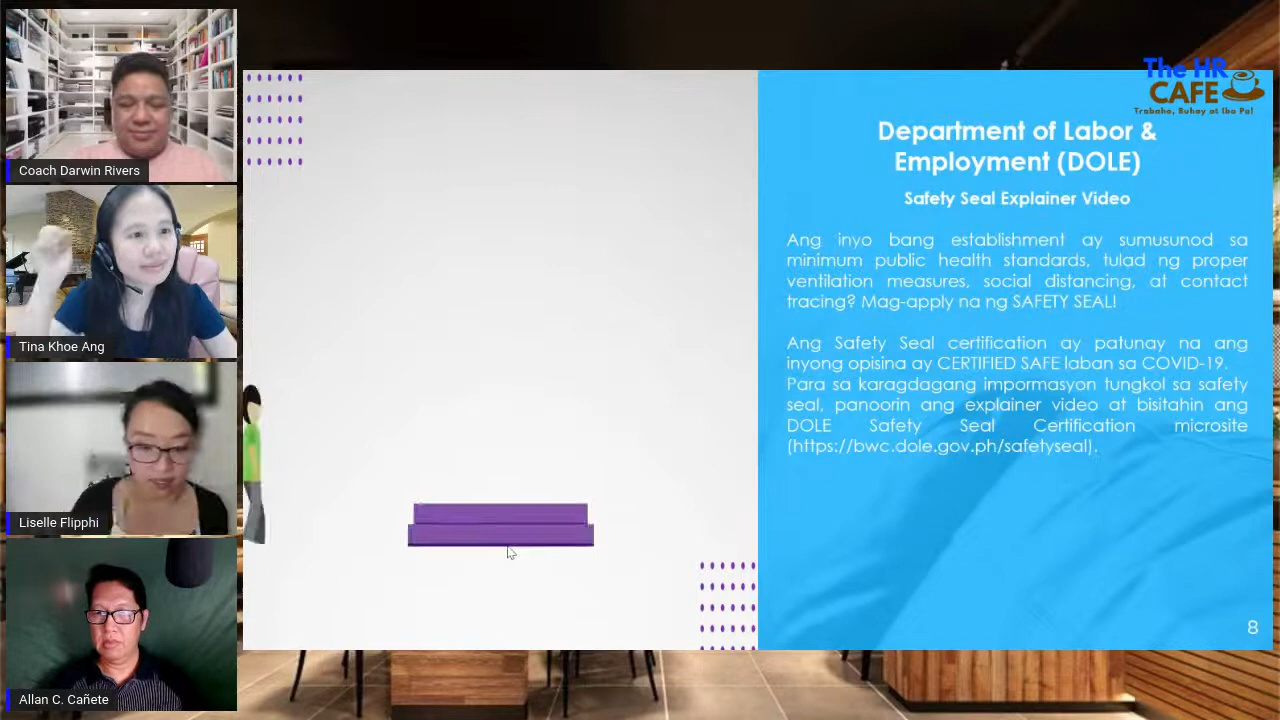 The HR
CAFE
Trabaho, Buhay at Iba Pa!
Coach Darwin Rivers
Tina Khoe Ang
Liselle Flipphi
Allan C. Cañete
Department of Labor &
Employment (DOLE)
Safety Seal Explainer Video
Ang inyo bang establishment ay sumusunod sa
minimum public health standards, tulad ng proper
ventilation measures, social distancing, at contact
tracing? Mag-apply na ng SAFETY SEAL!
Ang Safety Seal certification ay patunay na ang
inyong opisina ay CERTIFIED SAFE laban sa COVID-19.
Para sa karagdagang impormasyon tungkol sa safety
seal, panoorin ang explainer video at bisitahin ang
DOLE Safety Seal Certification microsite
(https://bwc.dole.gov.ph/safetyseal).
8